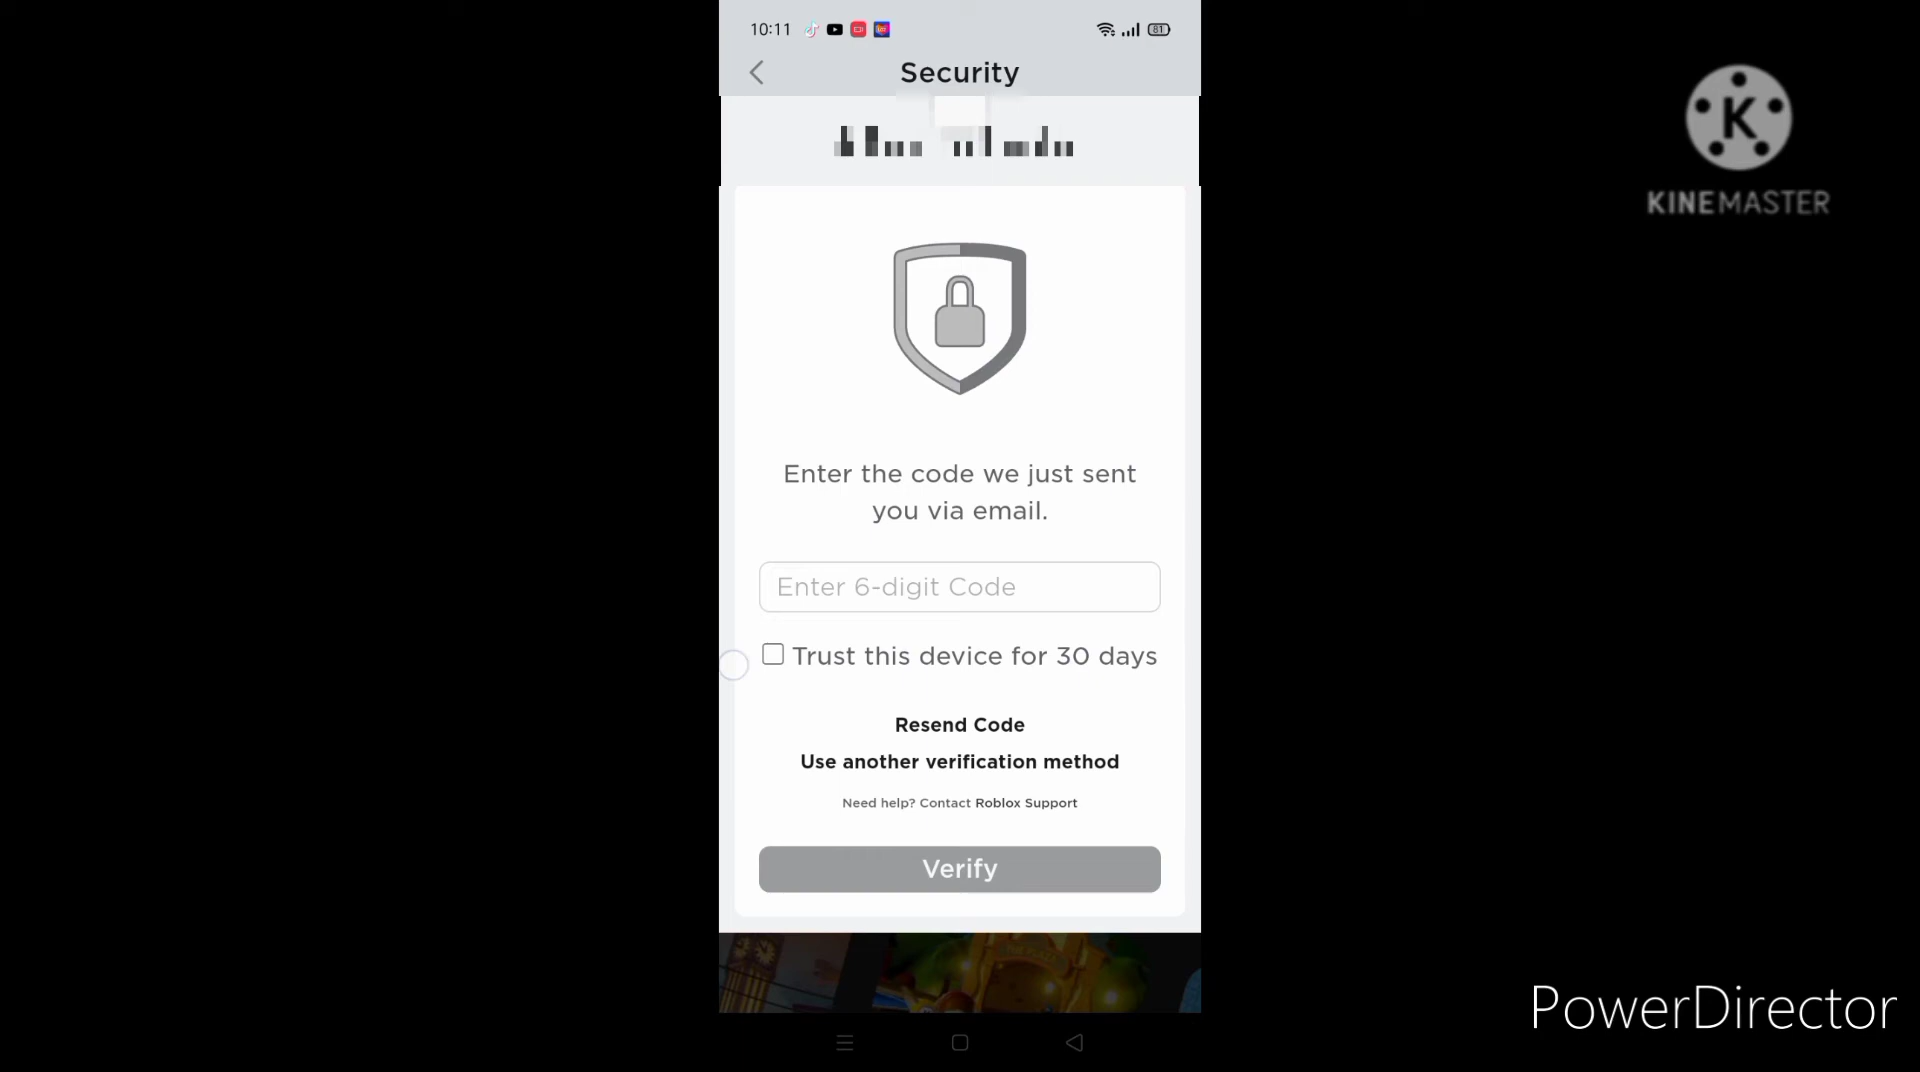 10:11
81
Security
K
KINEMASTER
Enter the code we just sent
you via email.
Enter 6-digit Code
Trust this device for 30 days
Resend Code
Use another verification method
Need help? Contact Roblox Support
Verify
PowerDirector